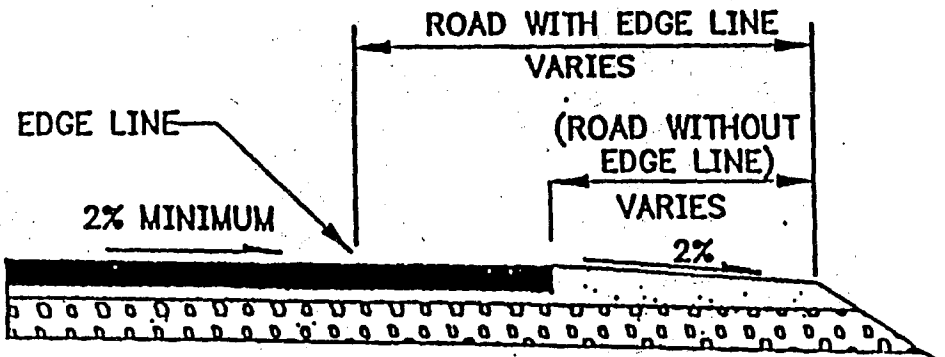 ROAD WITH EDGE LINE
VARIES
EDGE LINE
(ROAD WITHOUT
EDGE LINE)
VARIES
2% MINIMUM
2%